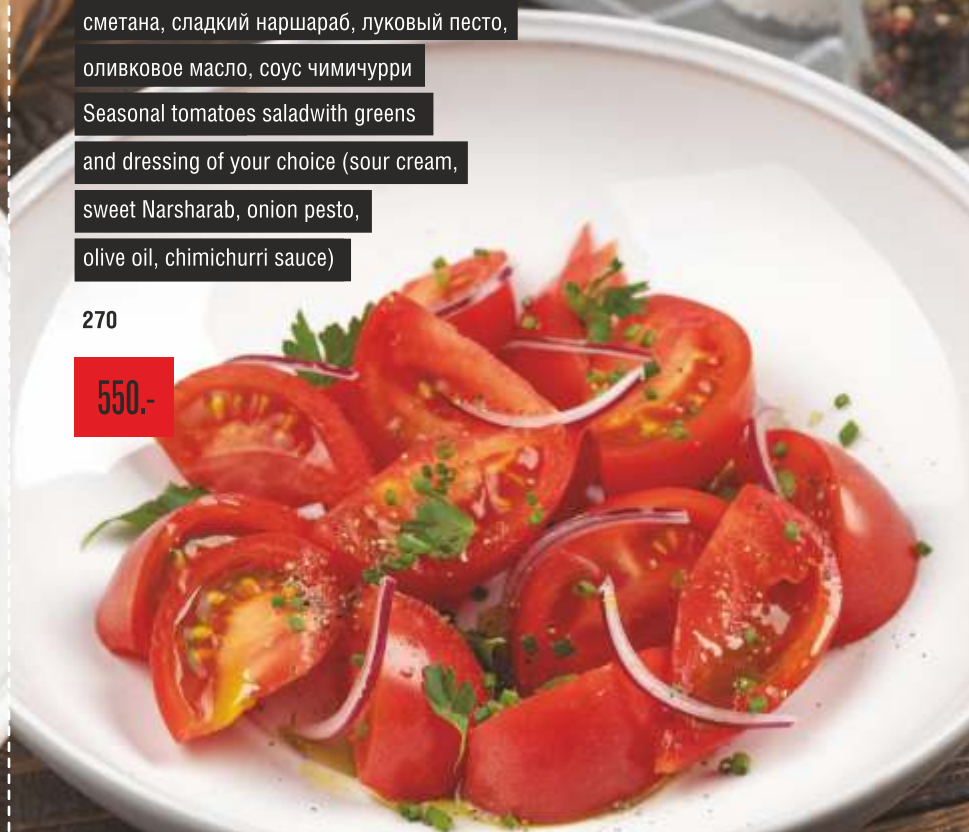 сметана, сладкий наршараб, луковый песто,
оливковое масло, соус чимичурри
Seasonal tomatoes saladwith greens
and dressing of your choice (sour cream,
sweet Narsharab, onion pesto,
olive oil, chimichurri sauce)
270
550.-